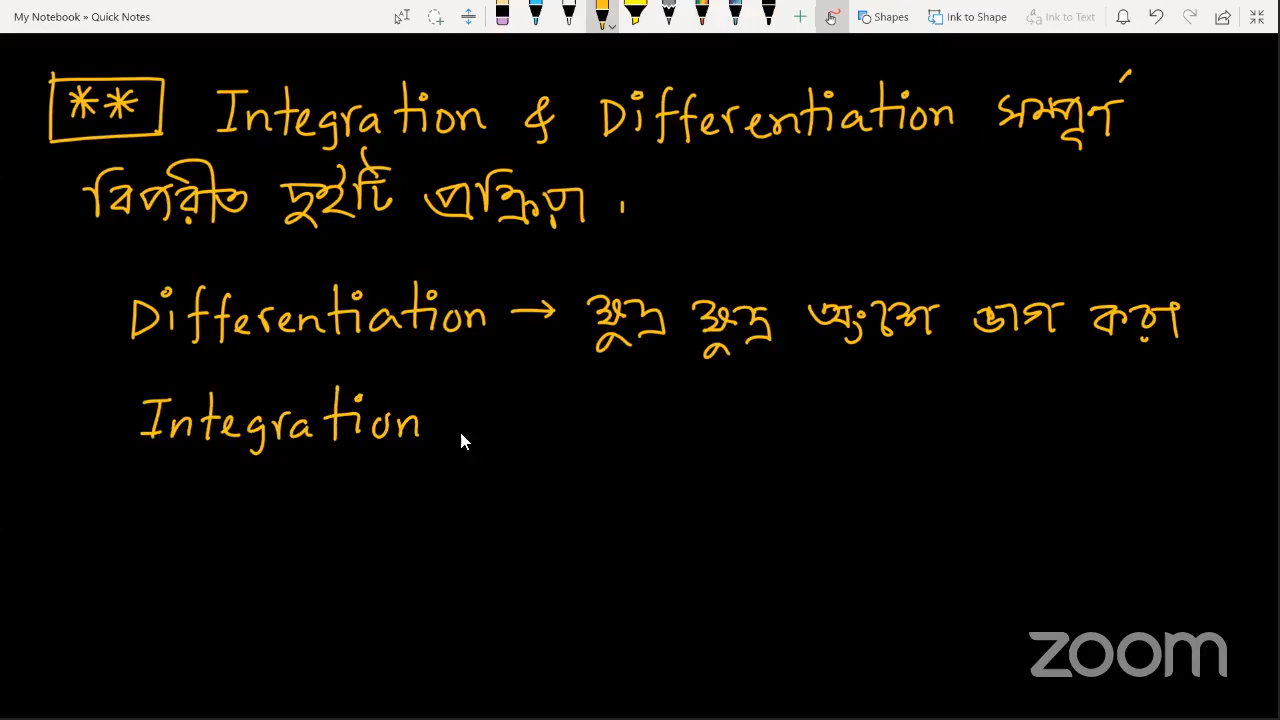 My Notebook » Quick Notes Shapes Ink to Shape Ink to Text
** Integration & Differentiation সম্পূর্ণ
বিপরীত দুইটি প্রক্রিয়া ।
Differentiation → ক্ষুদ্র ক্ষুদ্র অংশে ভাগ করা
Integration
zoom